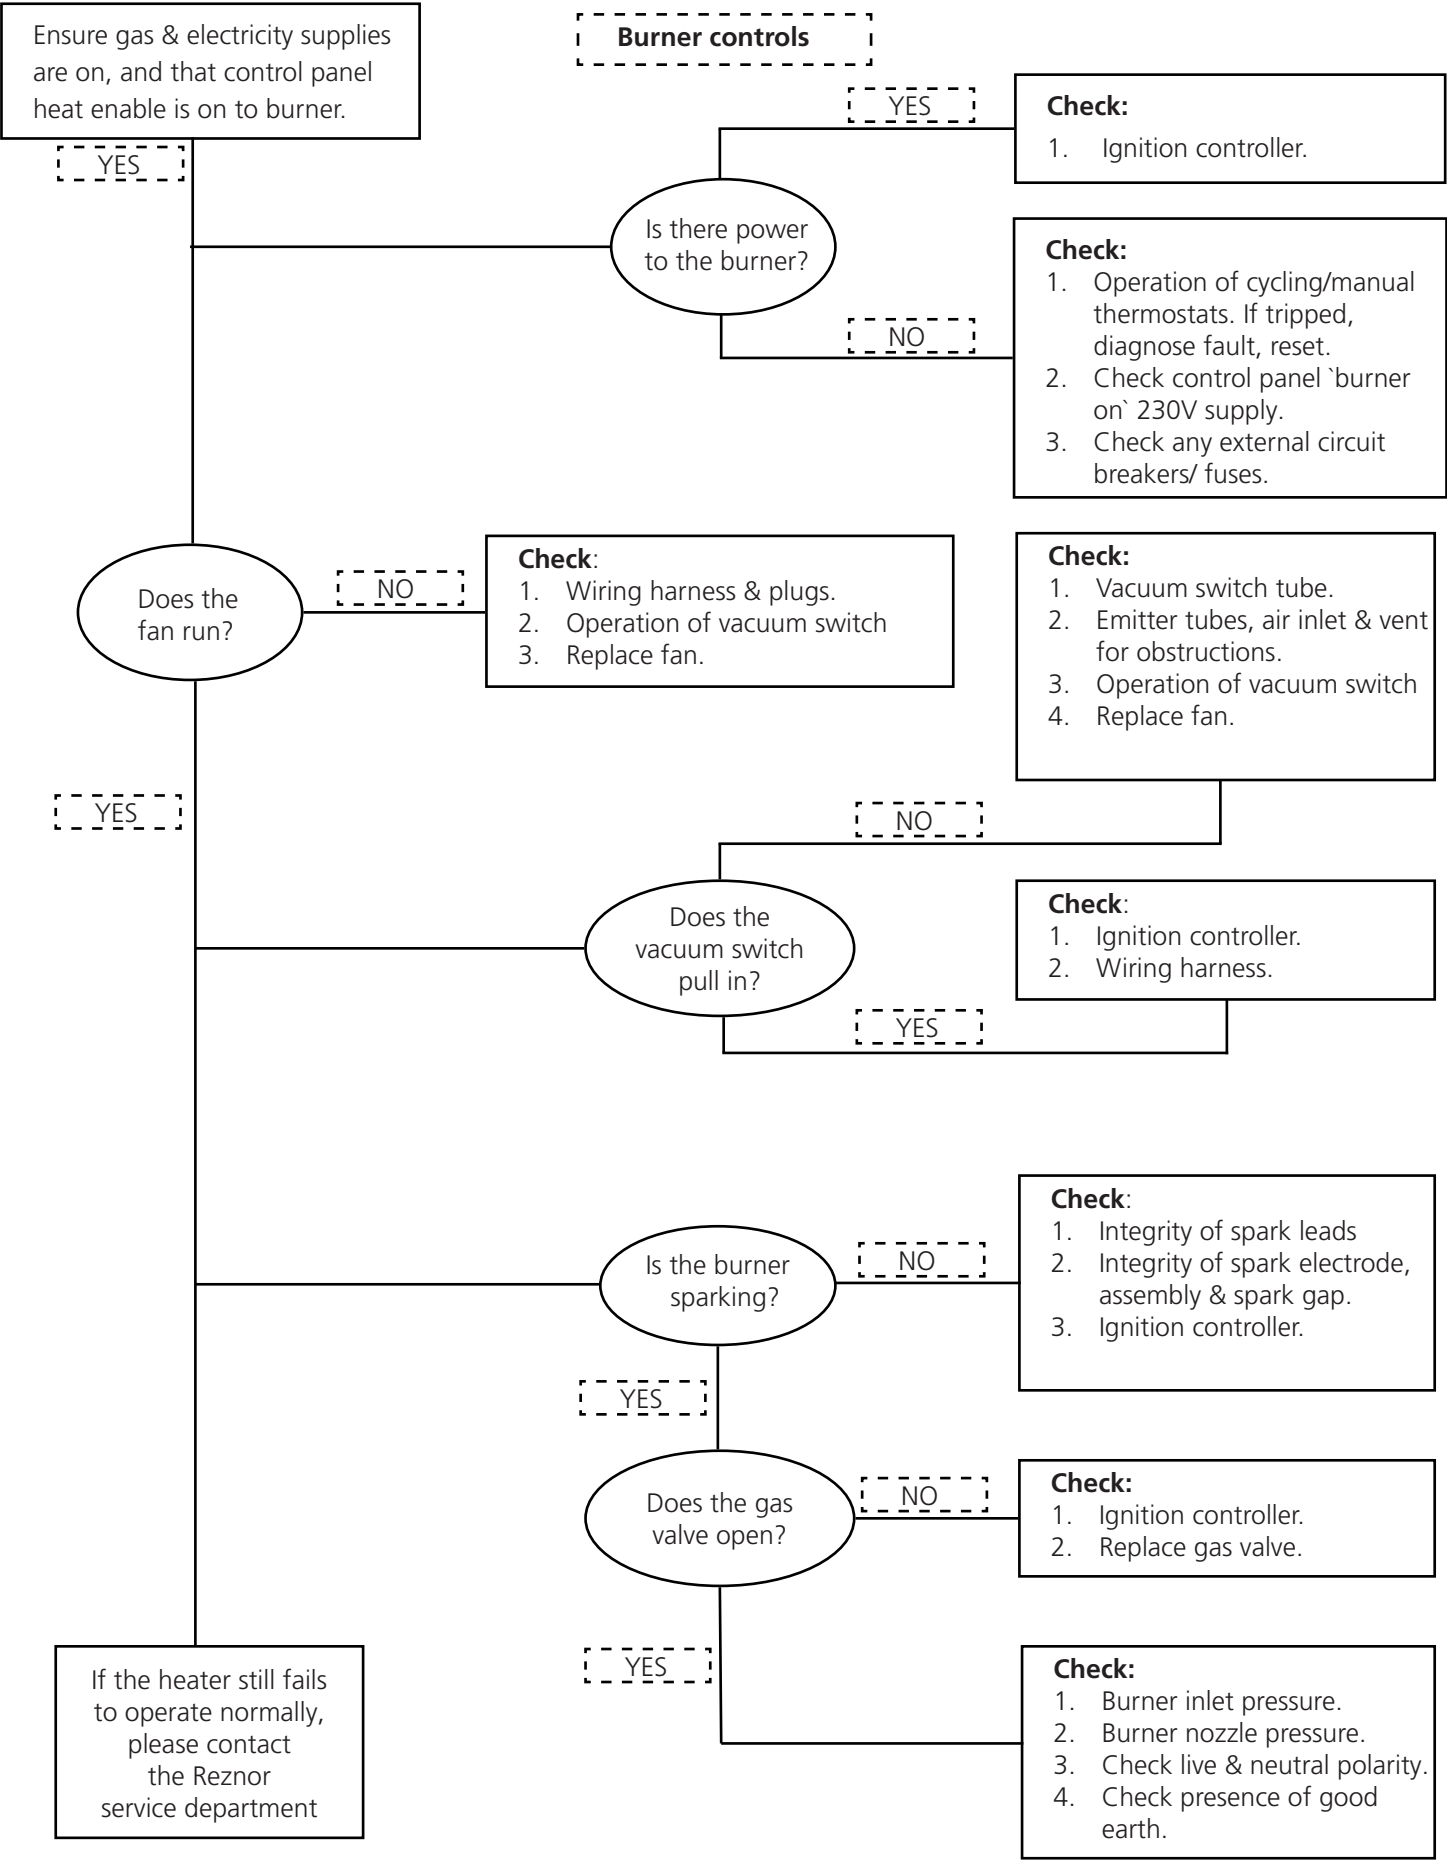 Ensure gas & electricity supplies
are on, and that control panel
heat enable is on to burner.
Burner controls
YES
YES
Check:
1. Ignition controller.
Is there power
to the burner?
NO
Check:
1. Operation of cycling/manual
thermostats. If tripped,
diagnose fault, reset.
2. Check control panel `burner
on` 230V supply.
3. Check any external circuit
breakers/ fuses.
Does the
fan run?
NO
Check:
1. Wiring harness & plugs.
2. Operation of vacuum switch
3. Replace fan.
Check:
1. Vacuum switch tube.
2. Emitter tubes, air inlet & vent
for obstructions.
3. Operation of vacuum switch
4. Replace fan.
YES
NO
Does the
vacuum switch
pull in?
Check:
1. Ignition controller.
2. Wiring harness.
YES
Is the burner
sparking?
NO
Check:
1. Integrity of spark leads
2. Integrity of spark electrode,
assembly & spark gap.
3. Ignition controller.
YES
Does the gas
valve open?
NO
Check:
1. Ignition controller.
2. Replace gas valve.
YES
If the heater still fails
to operate normally,
please contact
the Reznor
service department
Check:
1. Burner inlet pressure.
2. Burner nozzle pressure.
3. Check live & neutral polarity.
4. Check presence of good
earth.